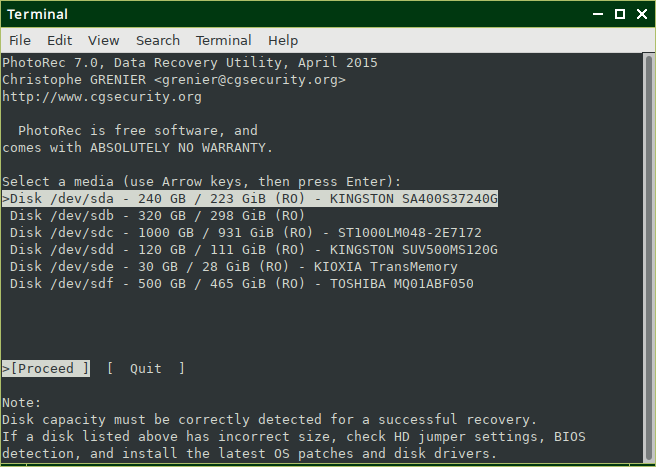 Terminal
File Edit View Search Terminal Help
PhotoRec 7.0, Data Recovery Utility, April 2015
Christophe GRENIER <grenier@cgsecurity.org>
http://www.cgsecurity.org
PhotoRec is free software, and
comes with ABSOLUTELY NO WARRANTY.
Select a media (use Arrow keys, then press Enter):
>Disk /dev/sda - 240 GB / 223 GiB (RO) - KINGSTON SA400S37240G
Disk /dev/sdb - 320 GB / 298 GiB (RO)
Disk /dev/sdc - 1000 GB / 931 GiB (RO) - ST1000LM048-2E7172
Disk /dev/sdd - 120 GB / 111 GiB (RO) - KINGSTON SUV500MS120G
Disk /dev/sde - 30 GB / 28 GiB (RO) - KIOXIA TransMemory
Disk /dev/sdf - 500 GB / 465 GiB (RO) - TOSHIBA MQ01ABF050
>[Proceed ]  [  Quit  ]
Note:
Disk capacity must be correctly detected for a successful recovery.
If a disk listed above has incorrect size, check HD jumper settings, BIOS
detection, and install the latest OS patches and disk drivers.